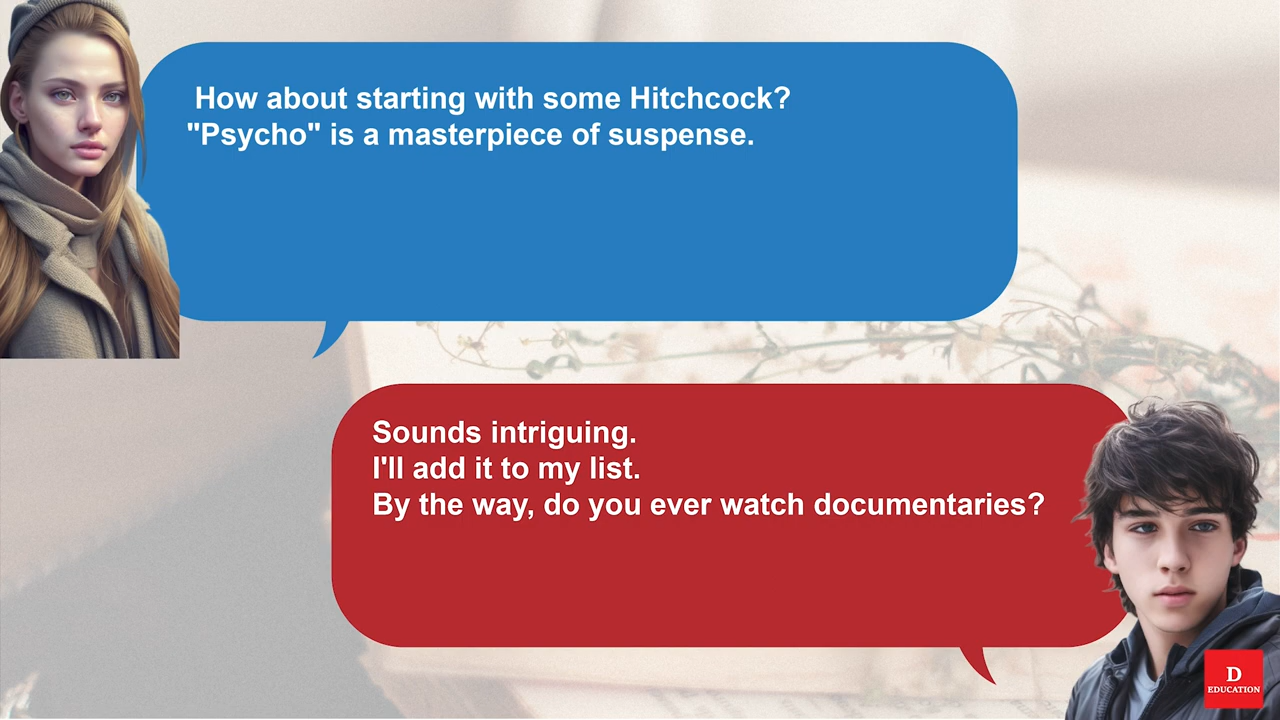 How about starting with some Hitchcock?
"Psycho" is a masterpiece of suspense.
Sounds intriguing.
I'll add it to my list.
By the way, do you ever watch documentaries?
D
EDUCATION